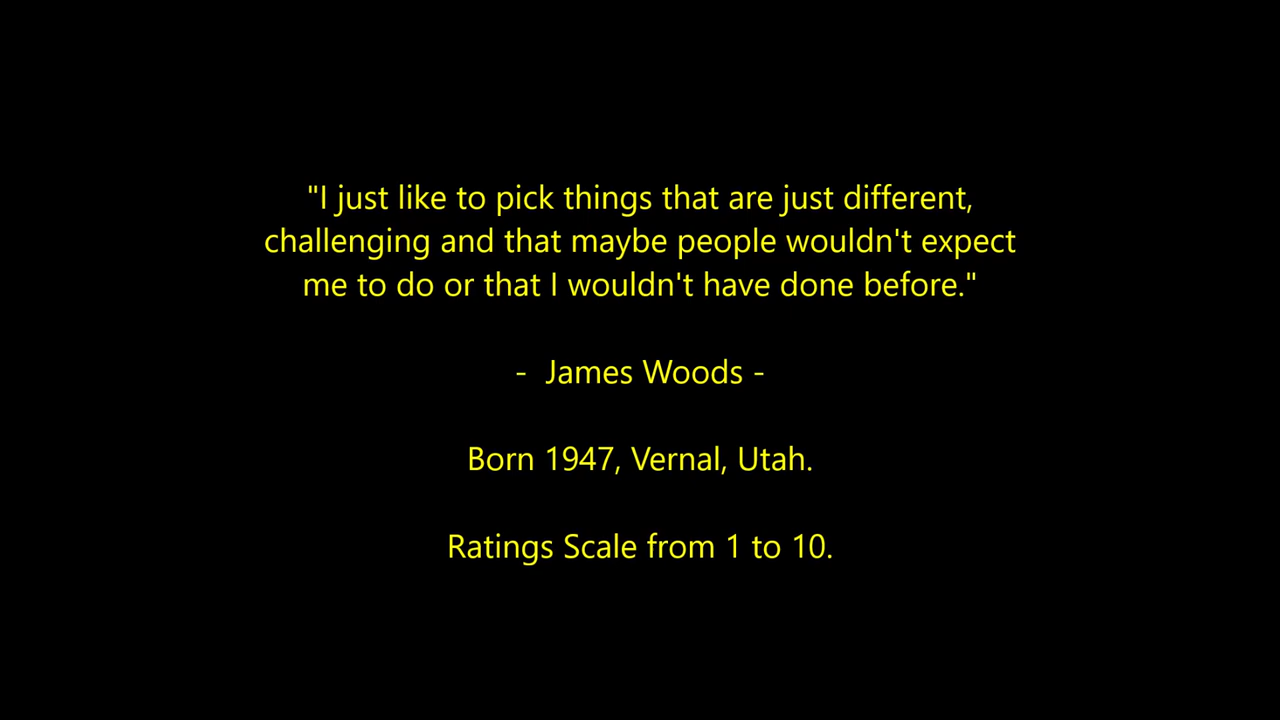 "I just like to pick things that are just different,
challenging and that maybe people wouldn't expect
me to do or that I wouldn't have done before."
-  James Woods -
Born 1947, Vernal, Utah.
Ratings Scale from 1 to 10.